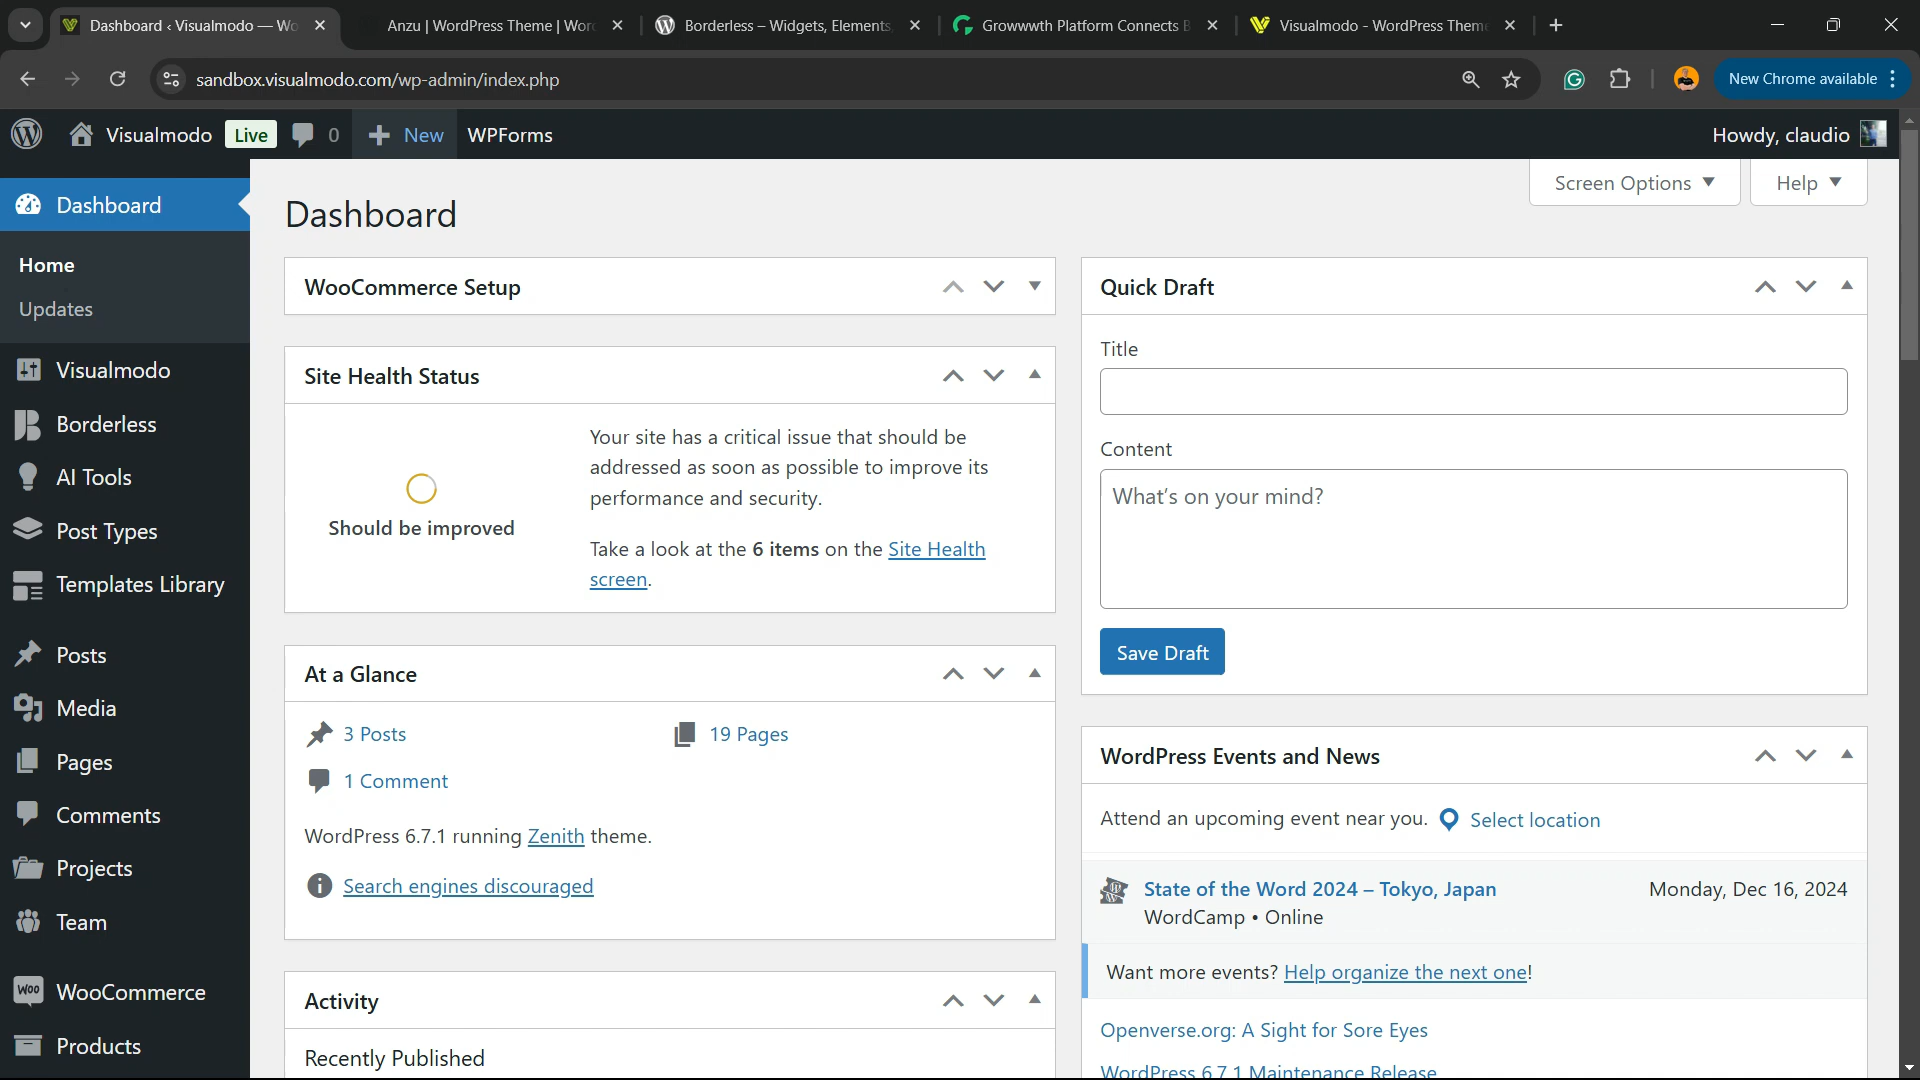 Dashboard ‹ Visualmodo — Wo
Anzu | WordPress Theme | Wor
Borderless – Widgets, Elements,
Growwwth Platform Connects B
Visualmodo - WordPress Theme
sandbox.visualmodo.com/wp-admin/index.php
New Chrome available
Visualmodo
Live
0
New
WPForms
Howdy, claudio
Screen Options
Help
Dashboard
Home
Updates
Visualmodo
Borderless
AI Tools
Post Types
Templates Library
Posts
Media
Pages
Comments
Projects
Team
WooCommerce
Products
Dashboard
WooCommerce Setup
Site Health Status
Should be improved
Your site has a critical issue that should be
addressed as soon as possible to improve its
performance and security.
Take a look at the 6 items on the Site Health
screen.
At a Glance
3 Posts
19 Pages
1 Comment
WordPress 6.7.1 running Zenith theme.
Search engines discouraged
Activity
Recently Published
Quick Draft
Title
Content
What's on your mind?
Save Draft
WordPress Events and News
Attend an upcoming event near you.
Select location
State of the Word 2024 – Tokyo, Japan
Monday, Dec 16, 2024
WordCamp • Online
Want more events? Help organize the next one!
Openverse.org: A Sight for Sore Eyes
WordPress 6.7.1 Maintenance Release